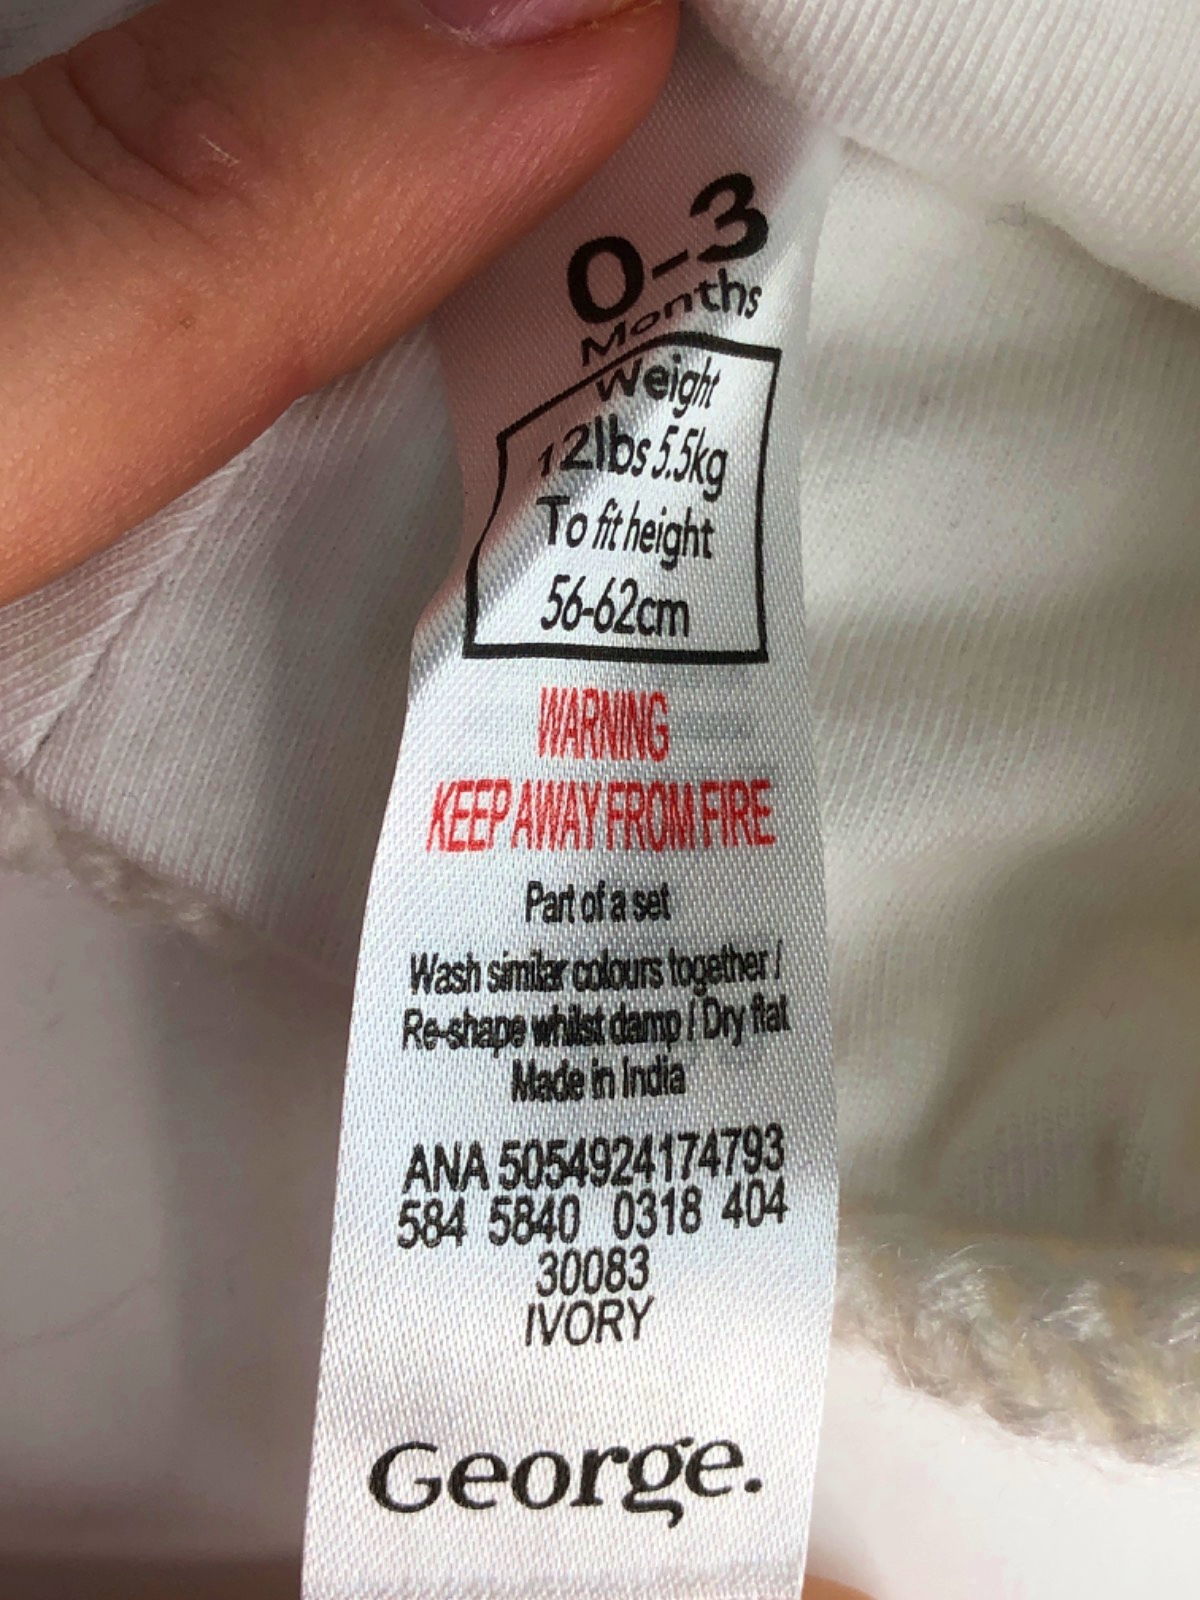 0-3
Months
Weight
12lbs 5.5kg
To fit height
56-62cm
WARNING
KEEP AWAY FROM FIRE
Part of a set
Wash similar colours together /
Re-shape whilst damp / Dry flat
Made in India
ANA 5054924174793
584 5840 0318 404
30083
IVORY
George.